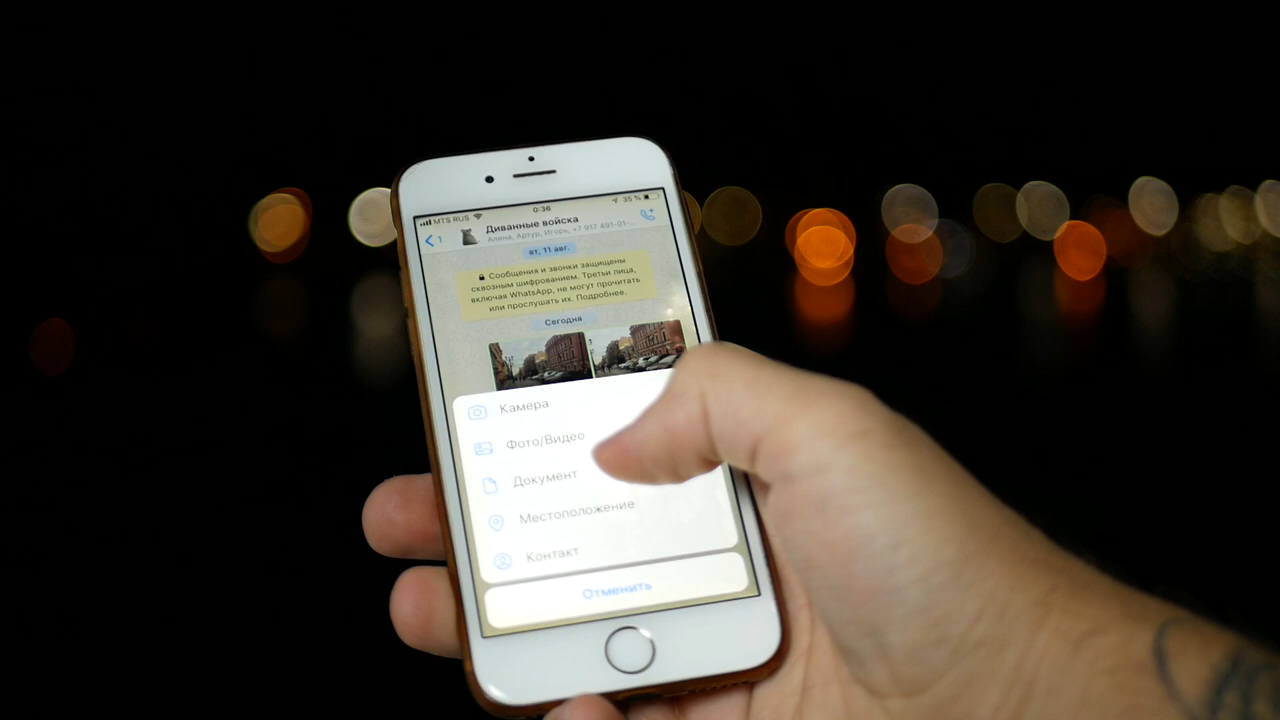 MTS RUS 0:36 35 %
1 Диванные войска
Алина, Артур, Игорь, +7 917 491-01-...
вт, 11 авг.
Сообщения и звонки защищены
сквозным шифрованием. Третьи лица,
включая WhatsApp, не могут прочитать
или прослушать их. Подробнее.
Сегодня
Камера
Фото/Видео
Документ
Местоположение
Контакт
Отменить